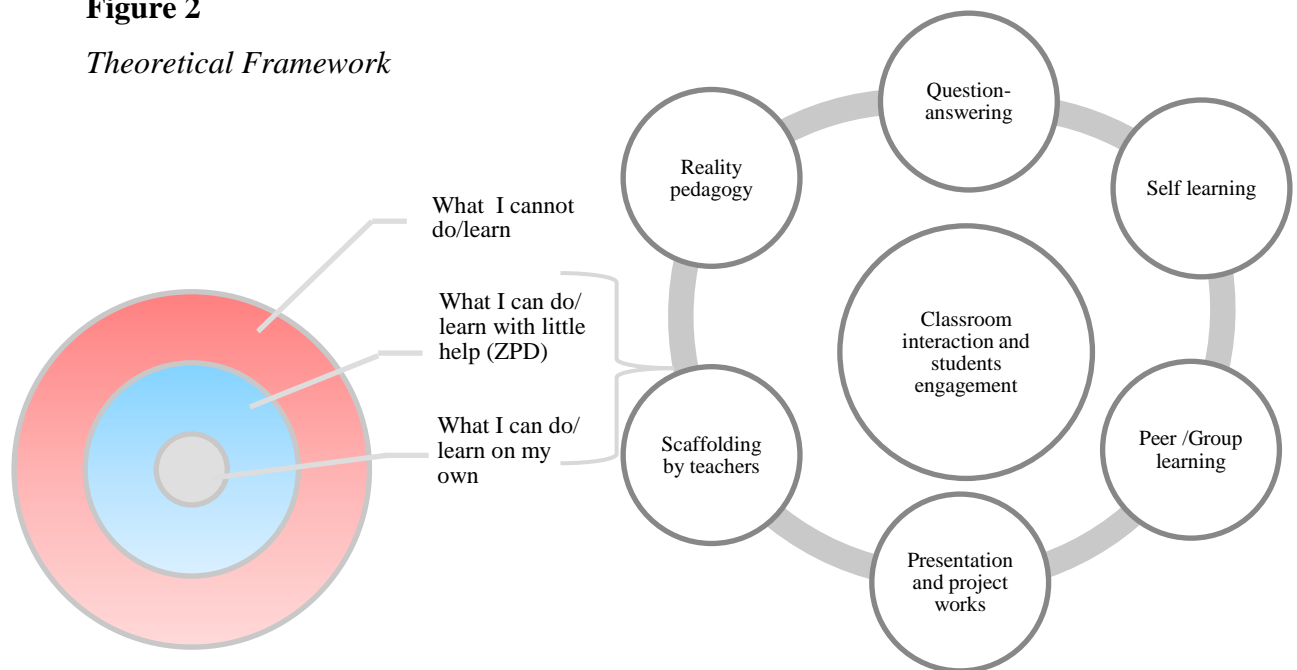 Figure 2
Theoretical Framework
What I cannot
do/learn
What I can do/
learn with little
help (ZPD)
What I can do/
learn on my
own
Question-
answering
Self learning
Peer /Group
learning
Presentation
and project
works
Scaffolding
by teachers
Reality
pedagogy
Classroom
interaction and
students
engagement